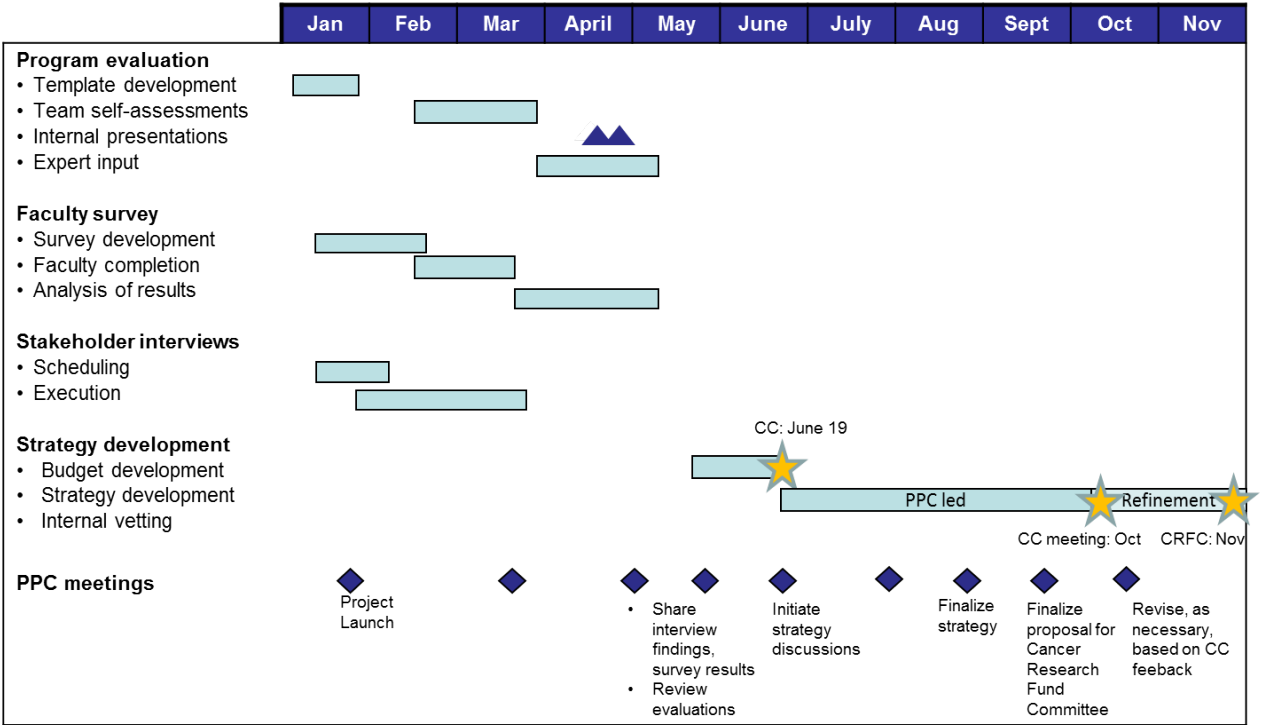 Jan Feb Mar April May June July Aug Sept Oct Nov
Program evaluation
• Template development
• Team self-assessments
• Internal presentations
• Expert input
Faculty survey
• Survey development
• Faculty completion
• Analysis of results
Stakeholder interviews
• Scheduling
• Execution
CC: June 19
Strategy development
• Budget development
• Strategy development
• Internal vetting
PPC led
Refinement
CC meeting: Oct
CRFC: Nov
PPC meetings
Project
Launch
• Share
interview
findings,
survey results
• Review
evaluations
Initiate
strategy
discussions
Finalize
strategy
Finalize
proposal for
Cancer
Research
Fund
Committee
Revise, as
necessary,
based on CC
feeback